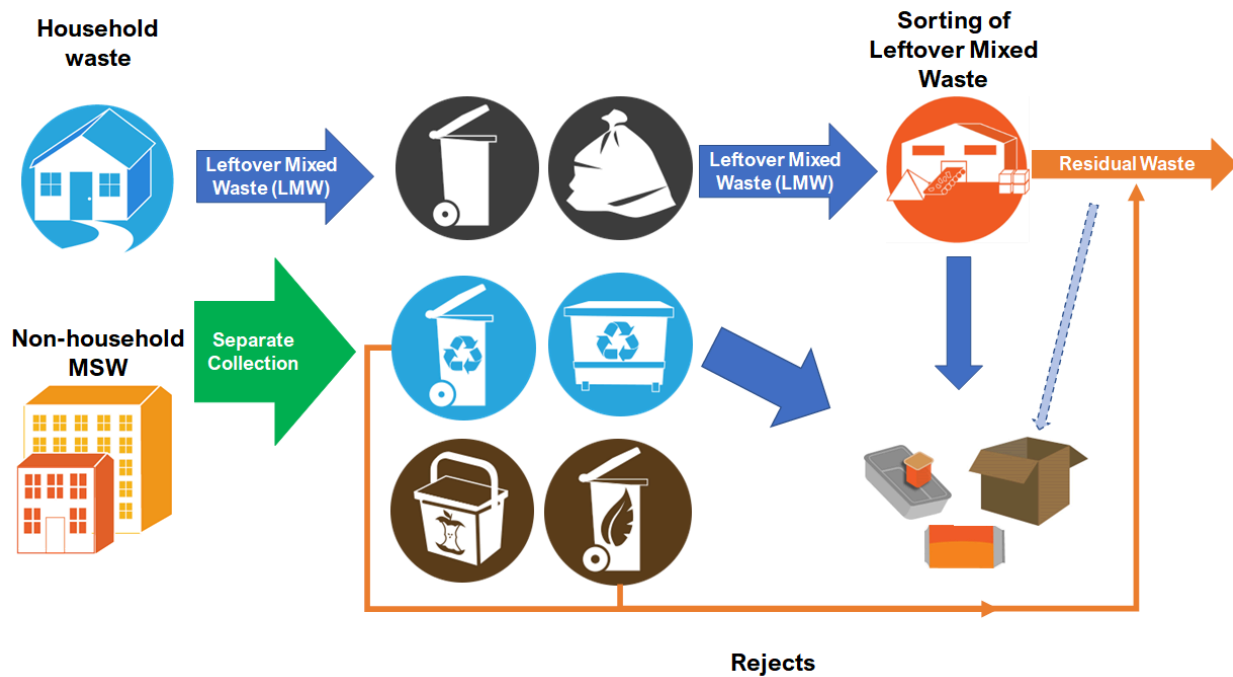 Household
waste
Sorting of
Leftover Mixed
Waste
Leftover Mixed
Waste (LMW)
Leftover Mixed
Waste (LMW)
Residual Waste
Non-household
MSW
Separate
Collection
Rejects